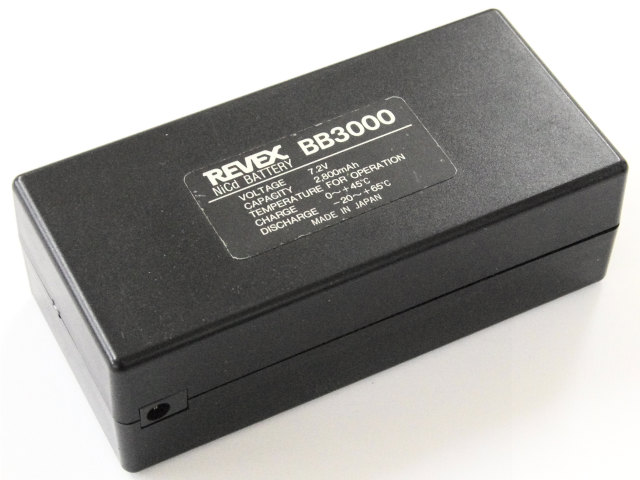 REVEX BB3000
NiCd BATTERY
VOLTAGE 7.2V
CAPACITY 2,800mAh
TEMPERATURE FOR OPERATION
CHARGE 0~+45℃
DISCHARGE -20~+65℃
MADE IN JAPAN